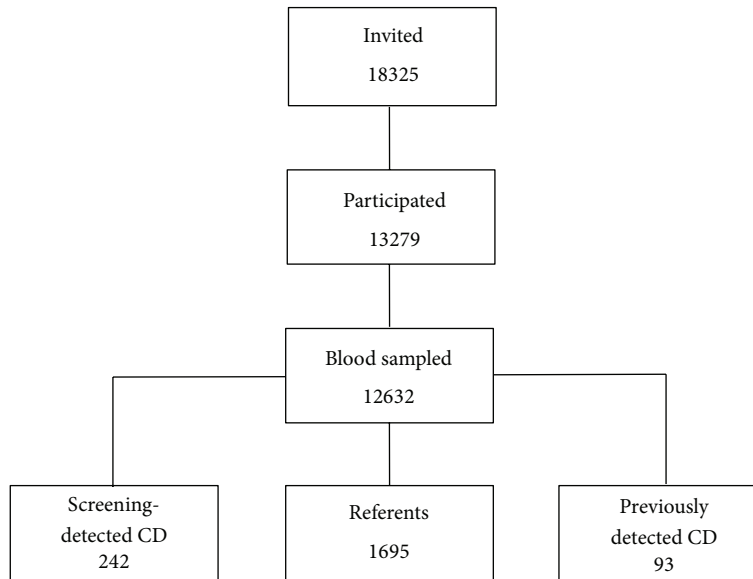 Invited
18325
Participated
13279
Blood sampled
12632
Screening-
detected CD
242
Referents
1695
Previously
detected CD
93